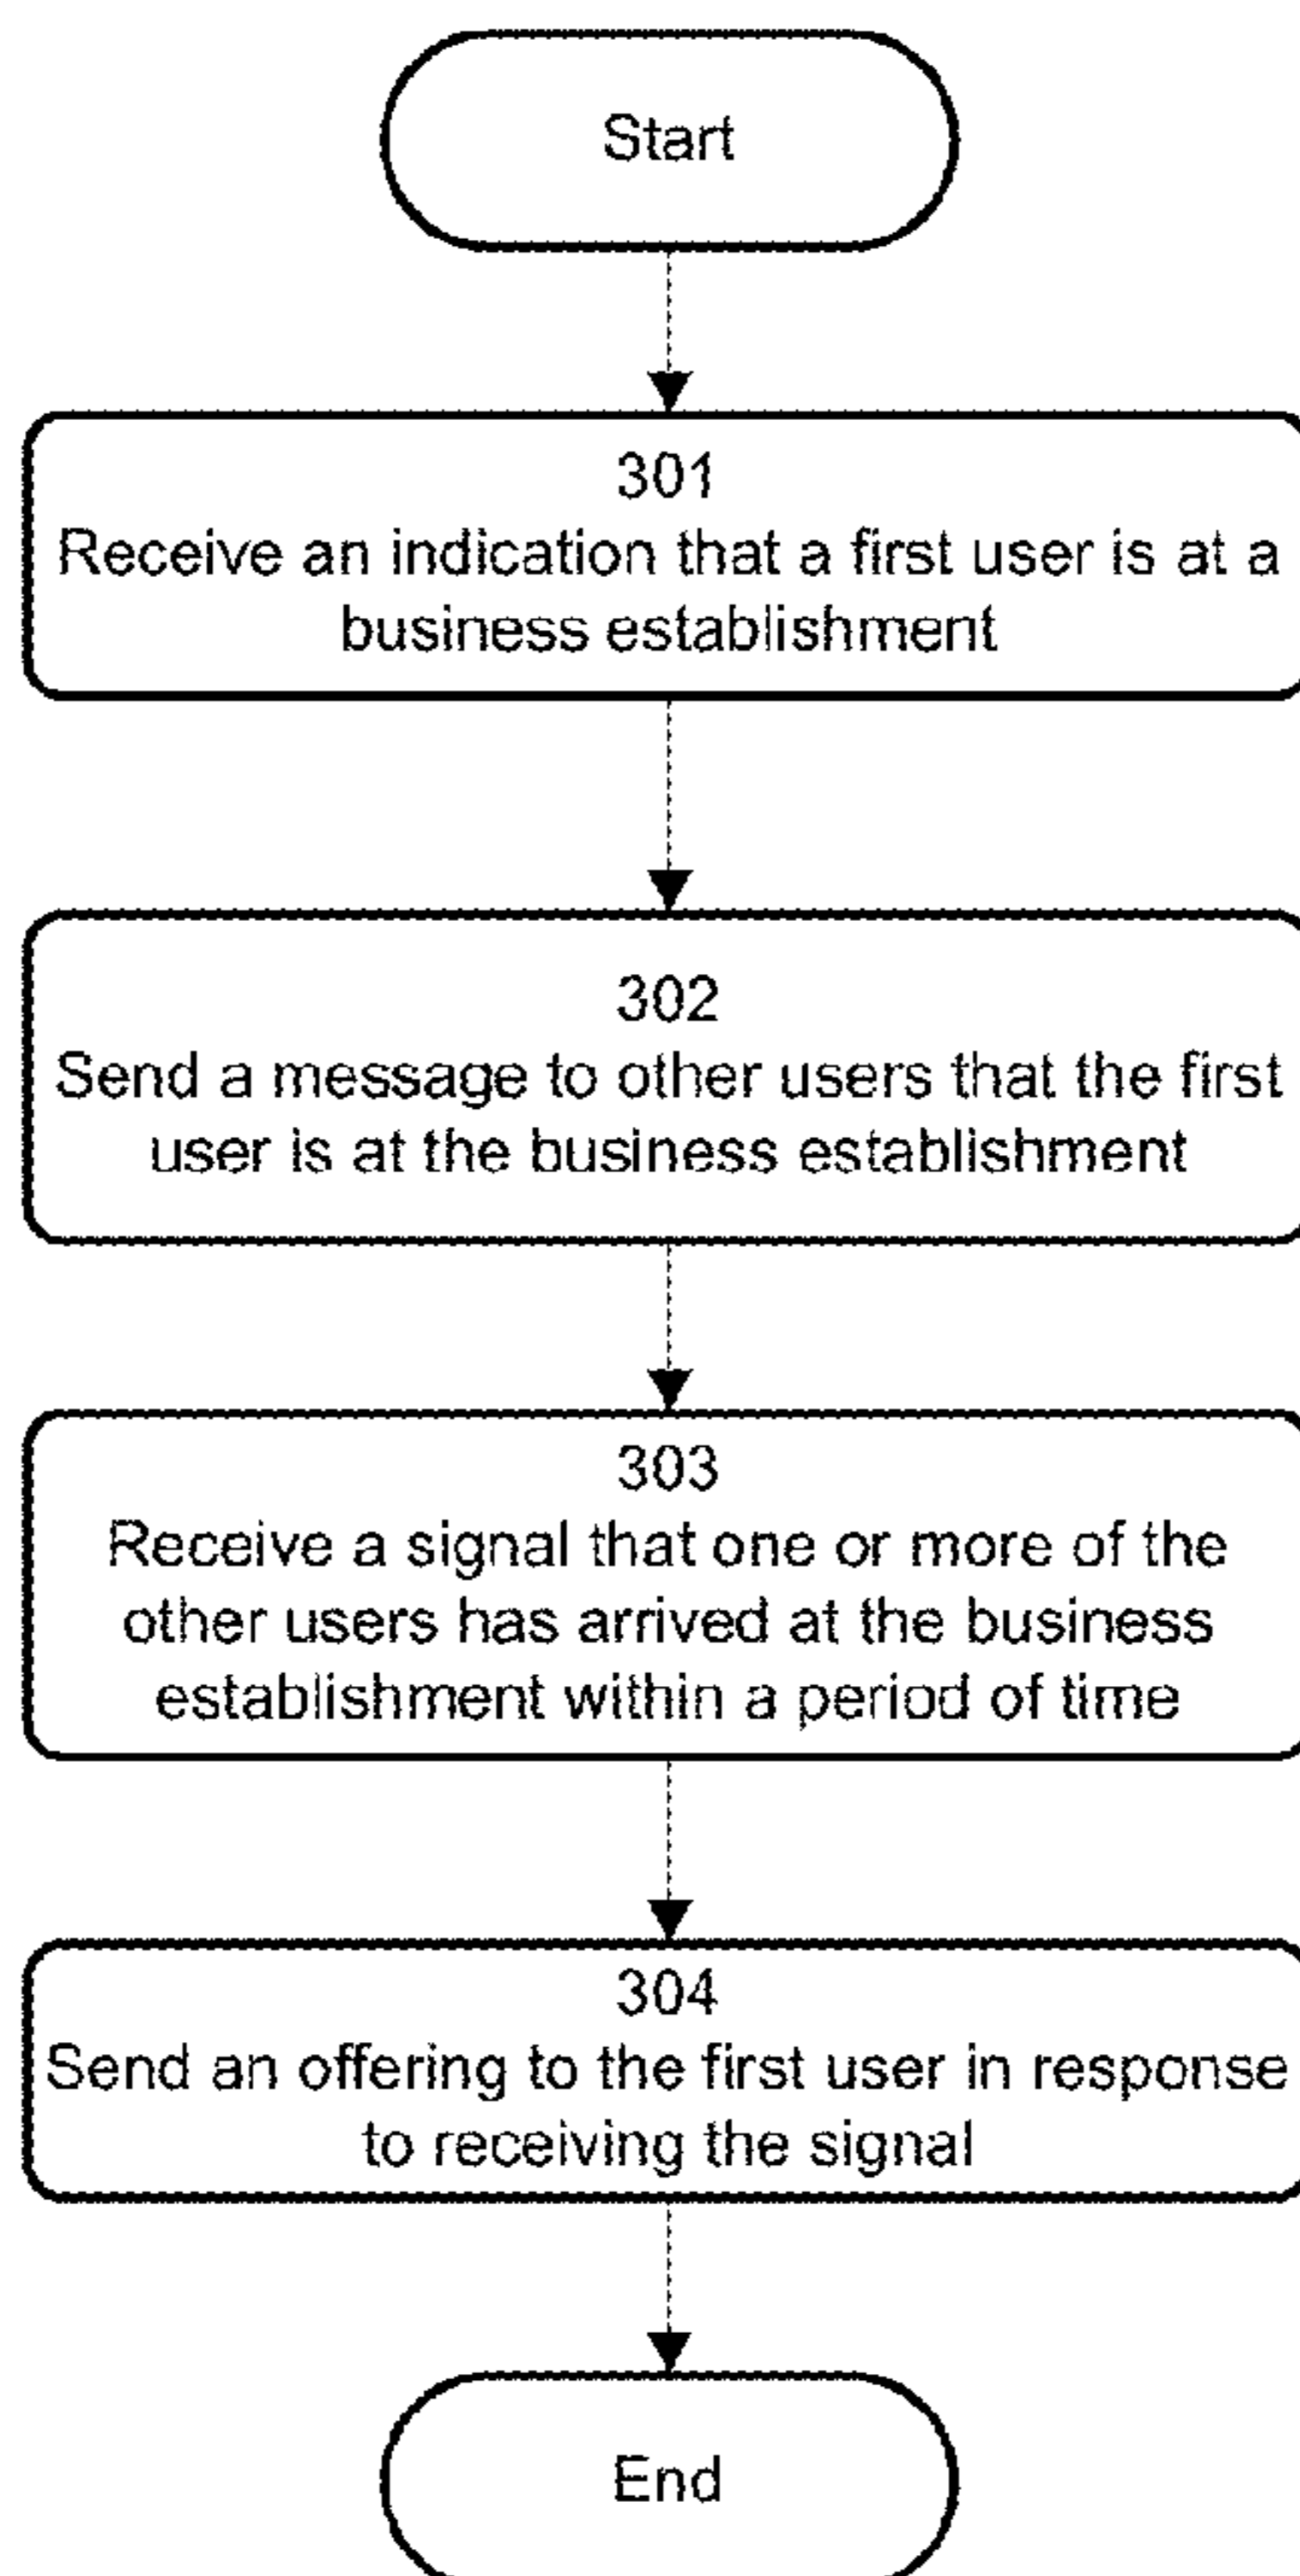 Start
301
Receive an indication that a first user is at a
business establishment
302
Send a message to other users that the first
user is at the business establishment
303
Receive a signal that one or more of the
other users has arrived at the business
establishment within a period of time
304
Send an offering to the first user in response
to receiving the signal
End